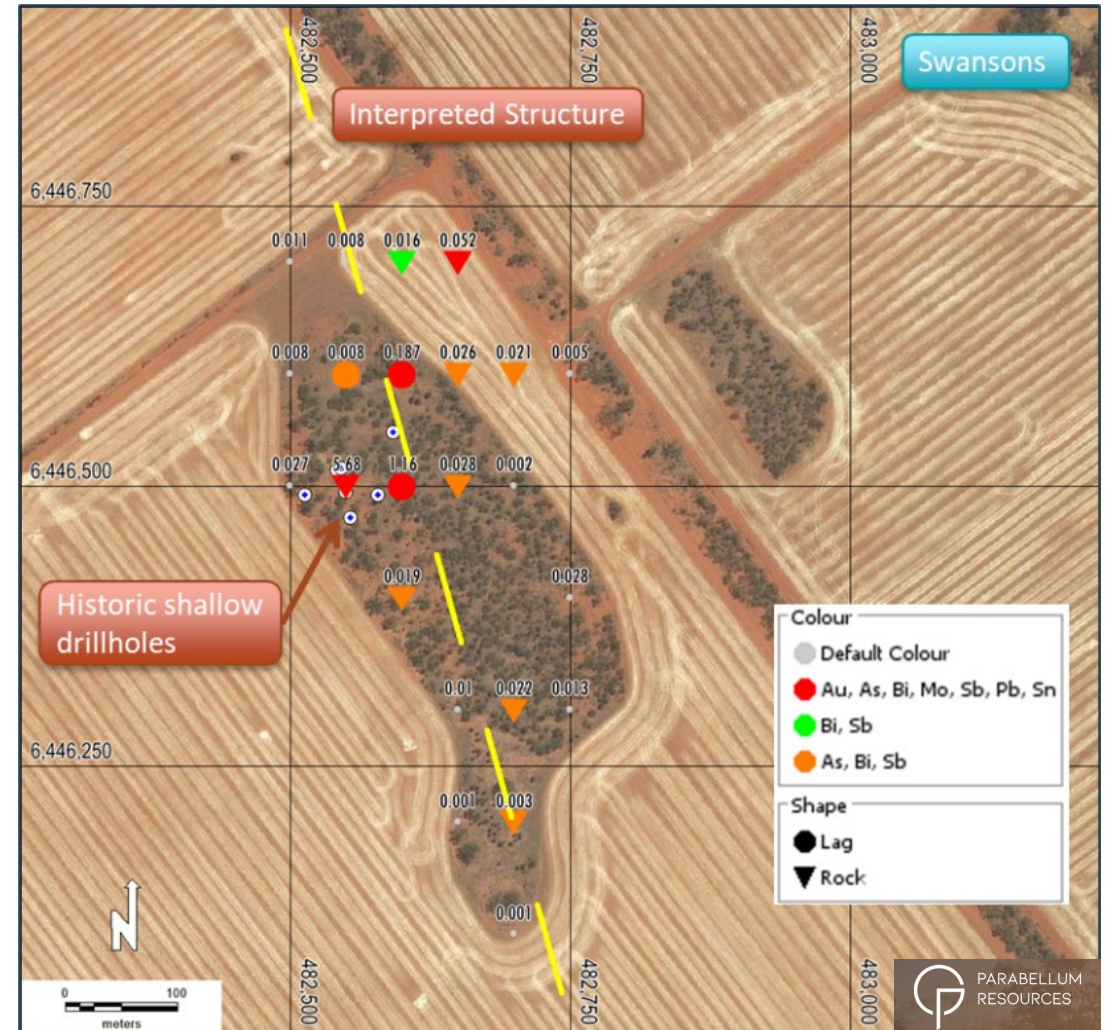 482,500
482,750
483,000
Swansons
Interpreted Structure
6,446,750
0.011 0.008 0.016 0.052
0.008 0.008 0.187 0.026 0.021 0.005
6,446,500
0.027 5.68 1.16 0.028 0.002
0.019 0.028
Historic shallow
drillholes
Colour
Default Colour
Au, As, Bi, Mo, Sb, Pb, Sn
Bi, Sb
As, Bi, Sb
Shape
Lag
Rock
0.01 0.022 0.013
6,446,250
0.001 0.003
0.001
N
0 100
meters
482,500
482,750
483,000
PARABELLUM
RESOURCES